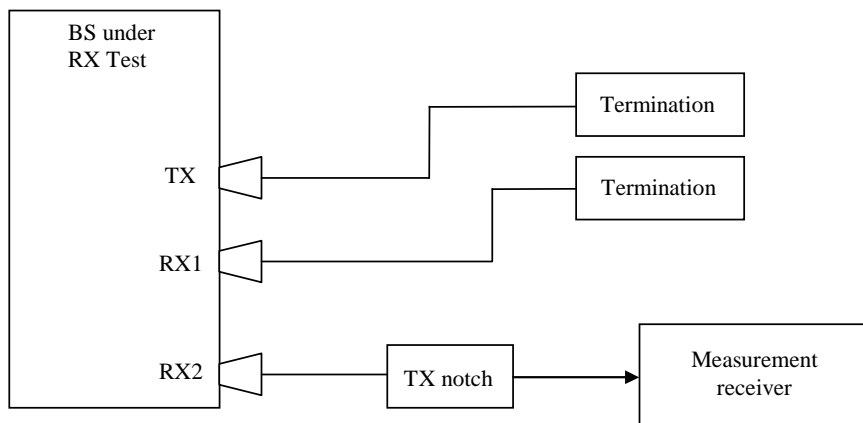 BS under
RX Test
Termination
TX
Termination
RX1
RX2
TX notch
Measurement
receiver